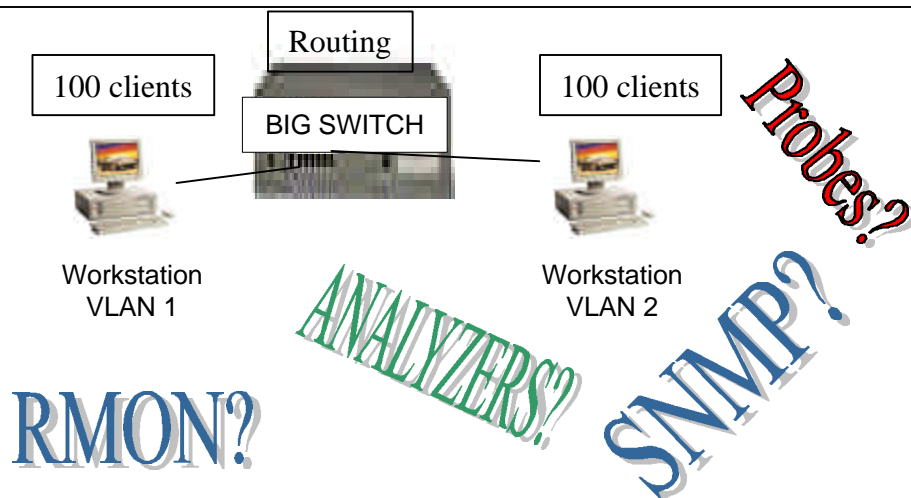 Routing
100 clients
100 clients
BIG SWITCH
Probes?
Workstation
VLAN 1
Workstation
VLAN 2
ANALYZERS?
SNMP?
RMON?